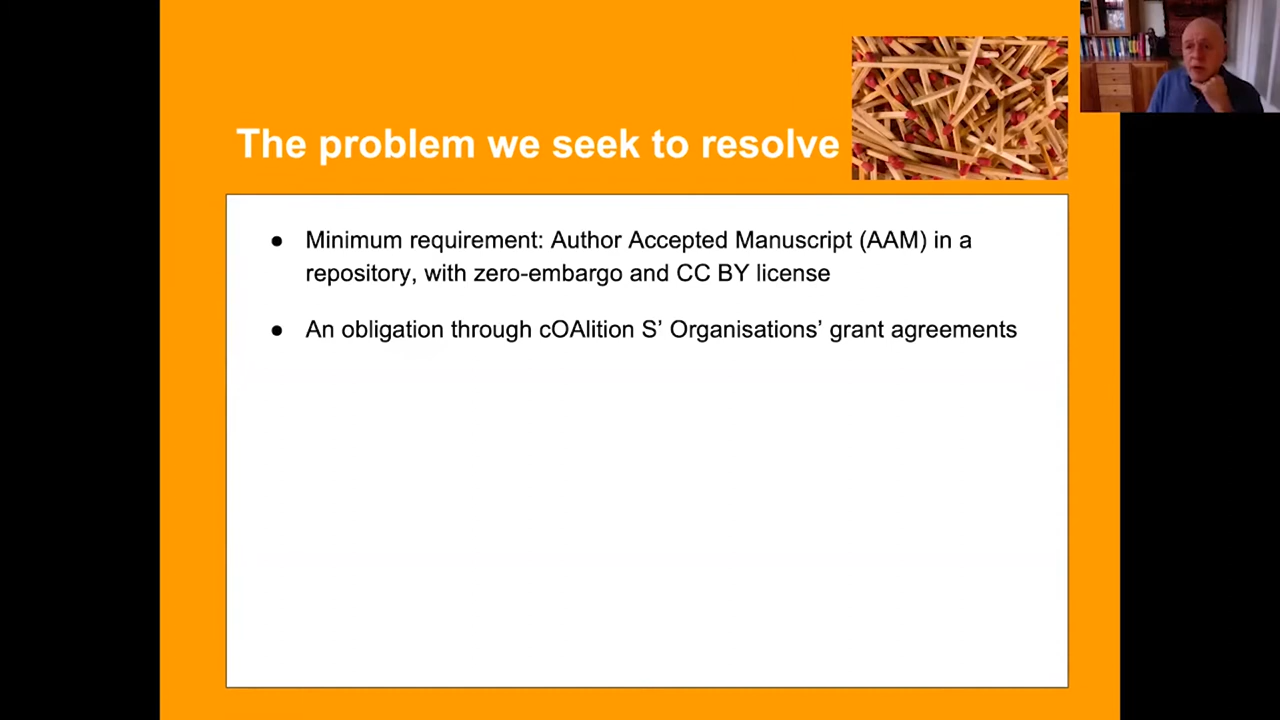 The problem we seek to resolve
● Minimum requirement: Author Accepted Manuscript (AAM) in a
repository, with zero-embargo and CC BY license
● An obligation through cOAlition S’ Organisations’ grant agreements